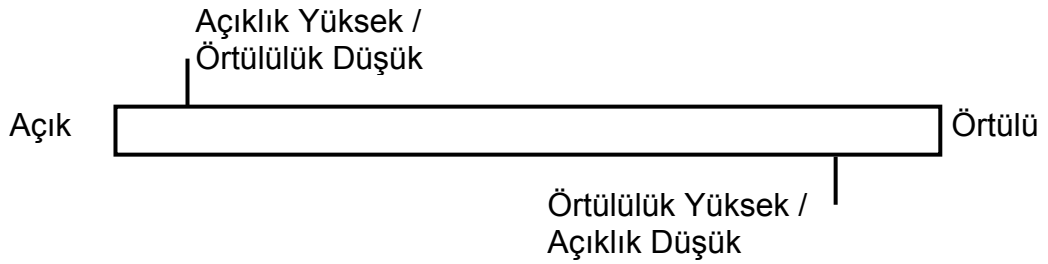 Açıklık Yüksek /
Örtülülük Düşük
Açık
Örtülü
Örtülülük Yüksek /
Açıklık Düşük